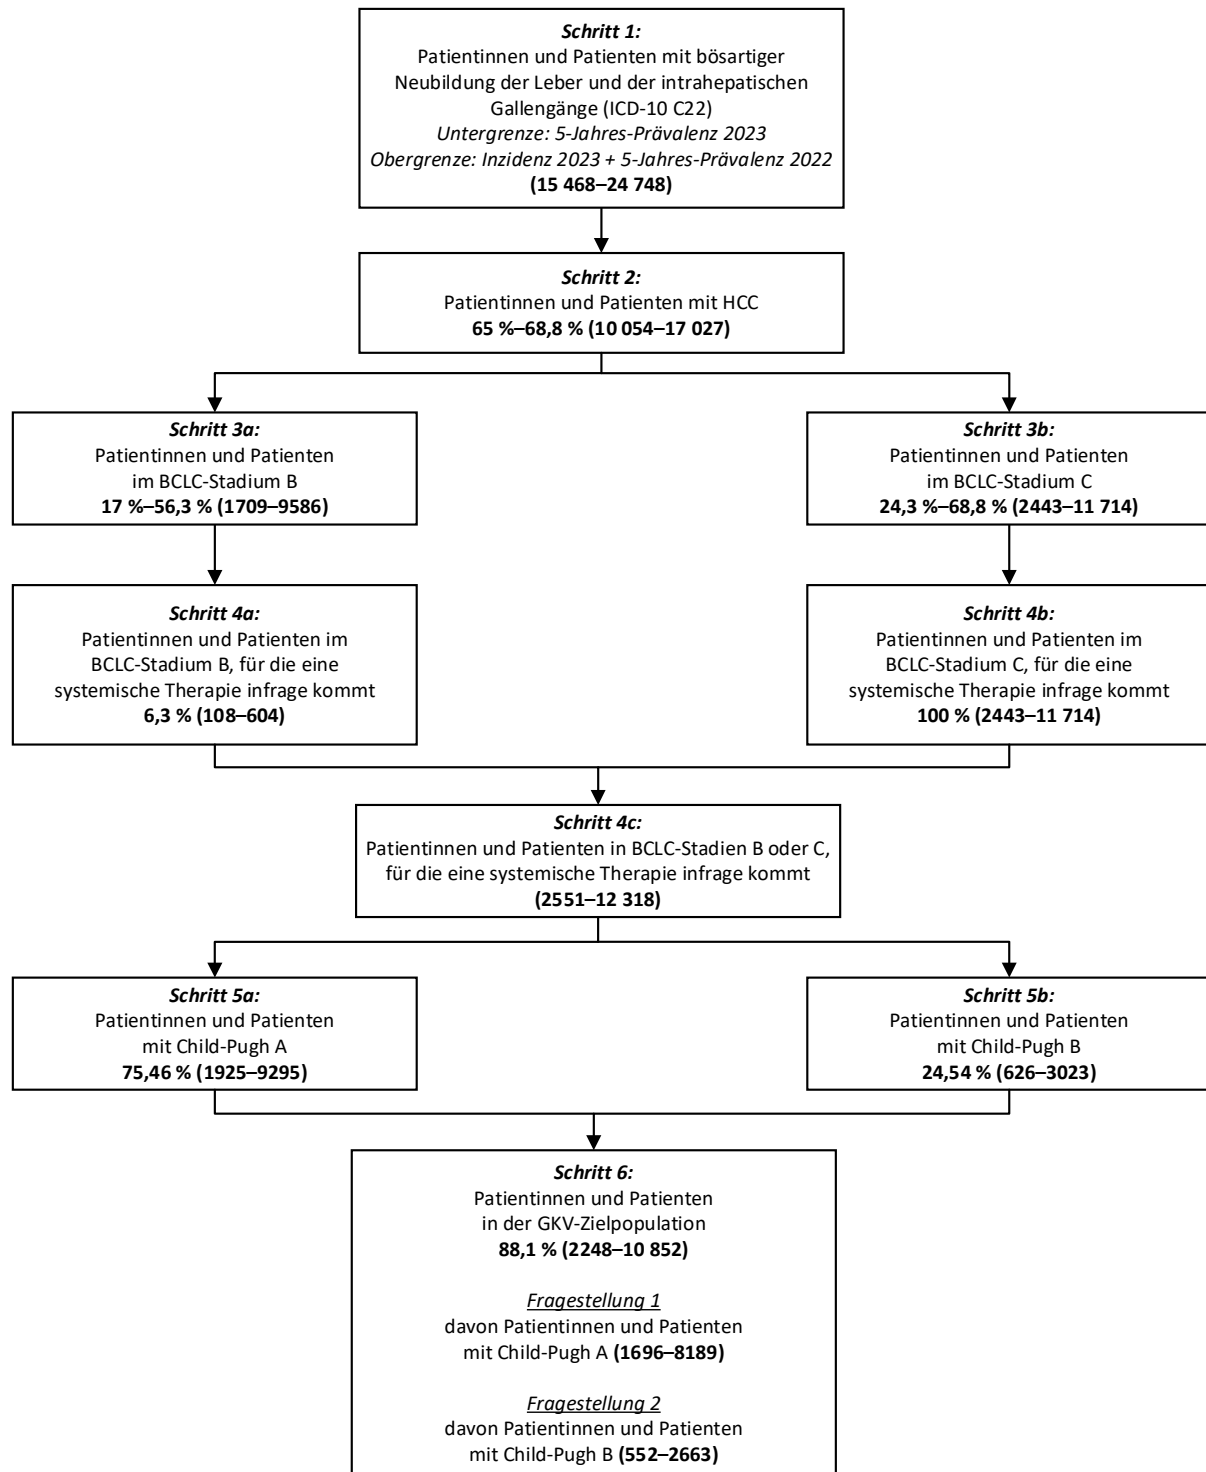 Schritt 1:
Patientinnen und Patienten mit bösartiger
Neubildung der Leber und der intrahepatischen
Gallengänge (ICD-10 C22)
Untergrenze: 5-Jahres-Prävalenz 2023
Obergrenze: Inzidenz 2023 + 5-Jahres-Prävalenz 2022
(15 468–24 748)
Schritt 2:
Patientinnen und Patienten mit HCC
65 %–68,8 % (10 054–17 027)
Schritt 3a:
Patientinnen und Patienten
im BCLC-Stadium B
17 %–56,3 % (1709–9586)
Schritt 3b:
Patientinnen und Patienten
im BCLC-Stadium C
24,3 %–68,8 % (2443–11 714)
Schritt 4a:
Patientinnen und Patienten im
BCLC-Stadium B, für die eine
systemische Therapie infrage kommt
6,3 % (108–604)
Schritt 4b:
Patientinnen und Patienten im
BCLC-Stadium C, für die eine
systemische Therapie infrage kommt
100 % (2443–11 714)
Schritt 4c:
Patientinnen und Patienten in BCLC-Stadien B oder C,
für die eine systemische Therapie infrage kommt
(2551–12 318)
Schritt 5a:
Patientinnen und Patienten
mit Child-Pugh A
75,46 % (1925–9295)
Schritt 5b:
Patientinnen und Patienten
mit Child-Pugh B
24,54 % (626–3023)
Schritt 6:
Patientinnen und Patienten
in der GKV-Zielpopulation
88,1 % (2248–10 852)
Fragestellung 1
davon Patientinnen und Patienten
mit Child-Pugh A (1696–8189)
Fragestellung 2
davon Patientinnen und Patienten
mit Child-Pugh B (552–2663)